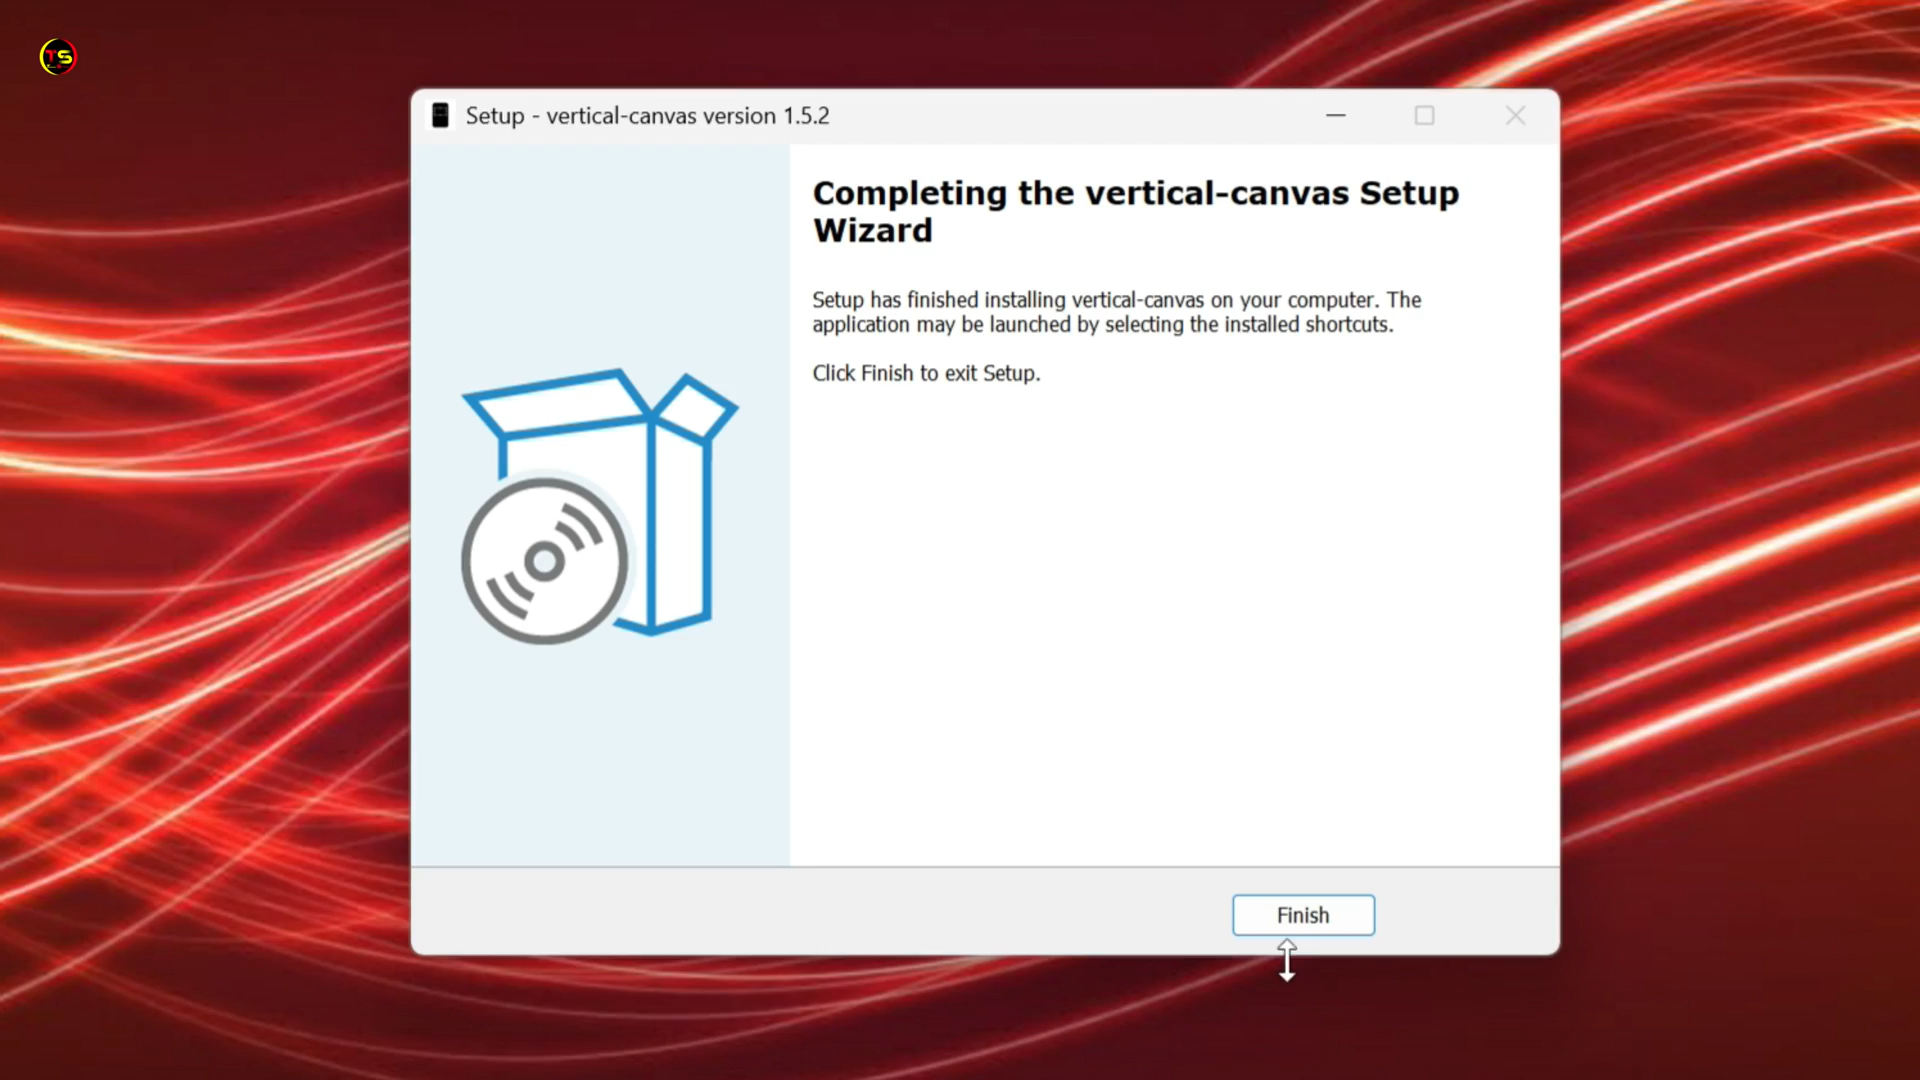 TS
Setup - vertical-canvas version 1.5.2
Completing the vertical-canvas Setup
Wizard
Setup has finished installing vertical-canvas on your computer. The
application may be launched by selecting the installed shortcuts.
Click Finish to exit Setup.
Finish